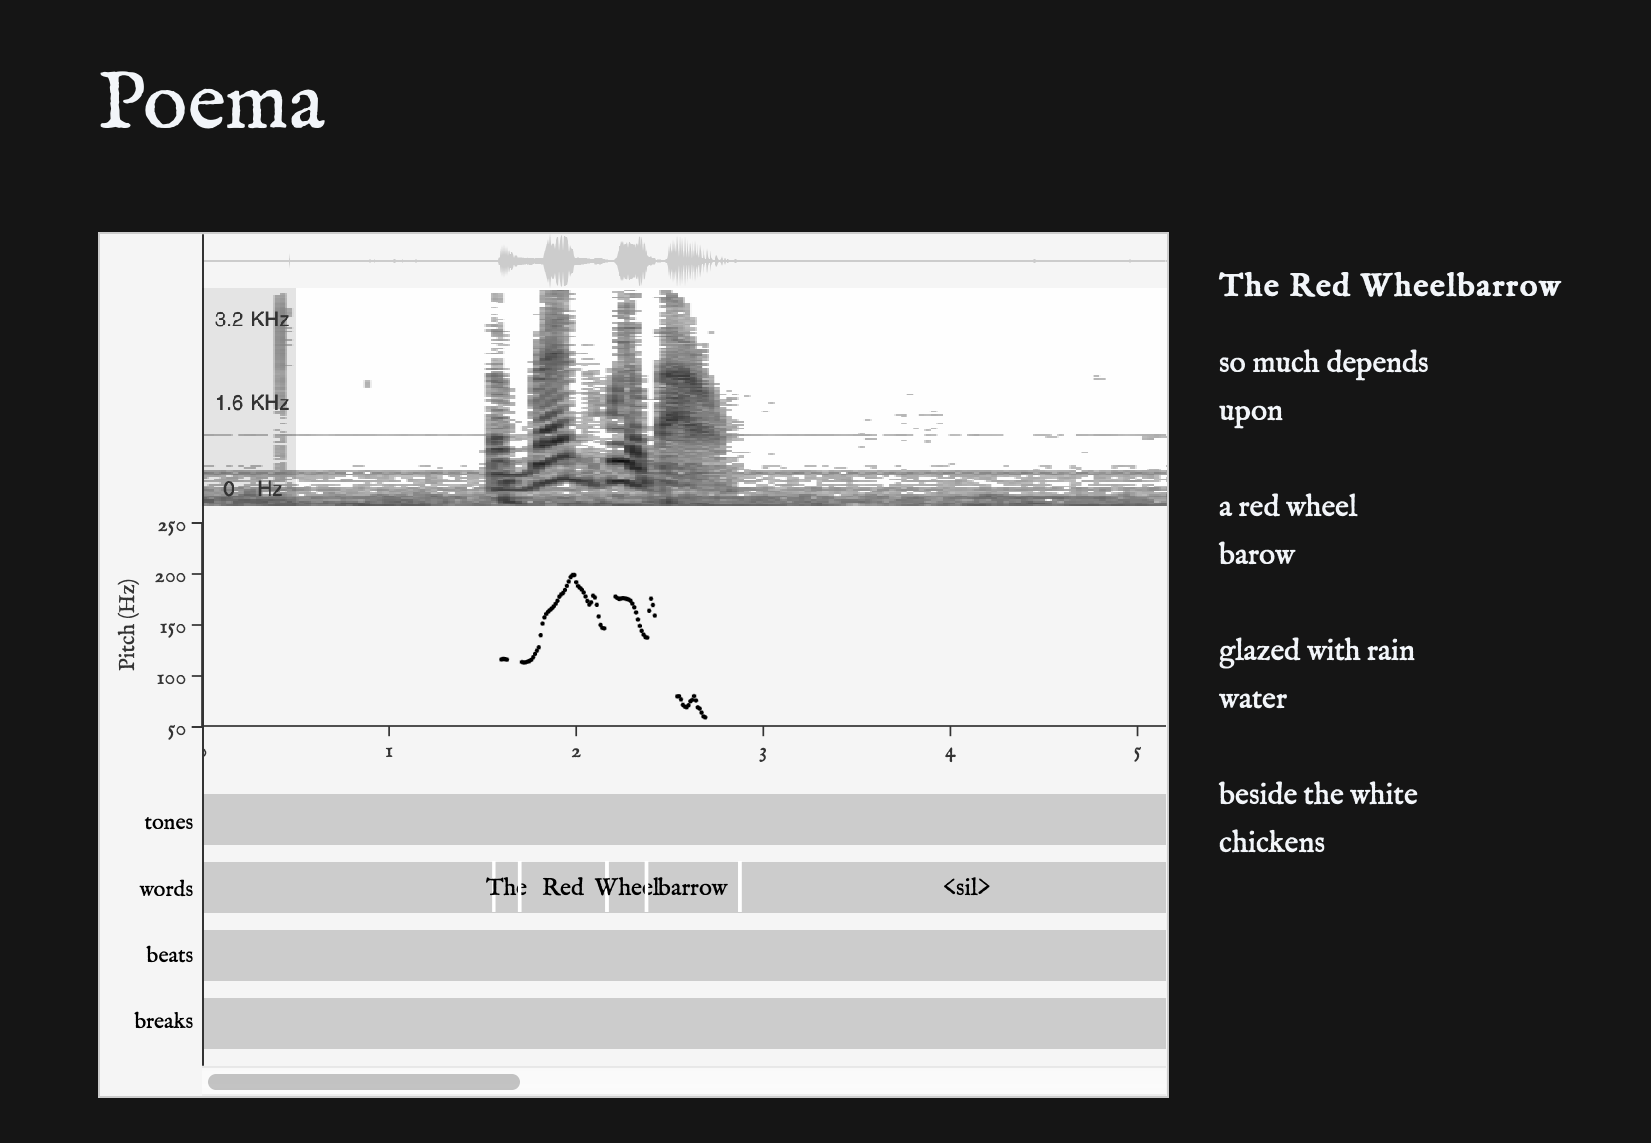 Poema
The Red Wheelbarrow
so much depends
upon
a red wheel
barow
glazed with rain
water
beside the white
chickens
3.2 KHz
1.6 KHz
0 Hz
Pitch (Hz)
250
200
150
100
50
0 1 2 3 4 5
tones
words The Red Wheelbarrow <sil>
beats
breaks